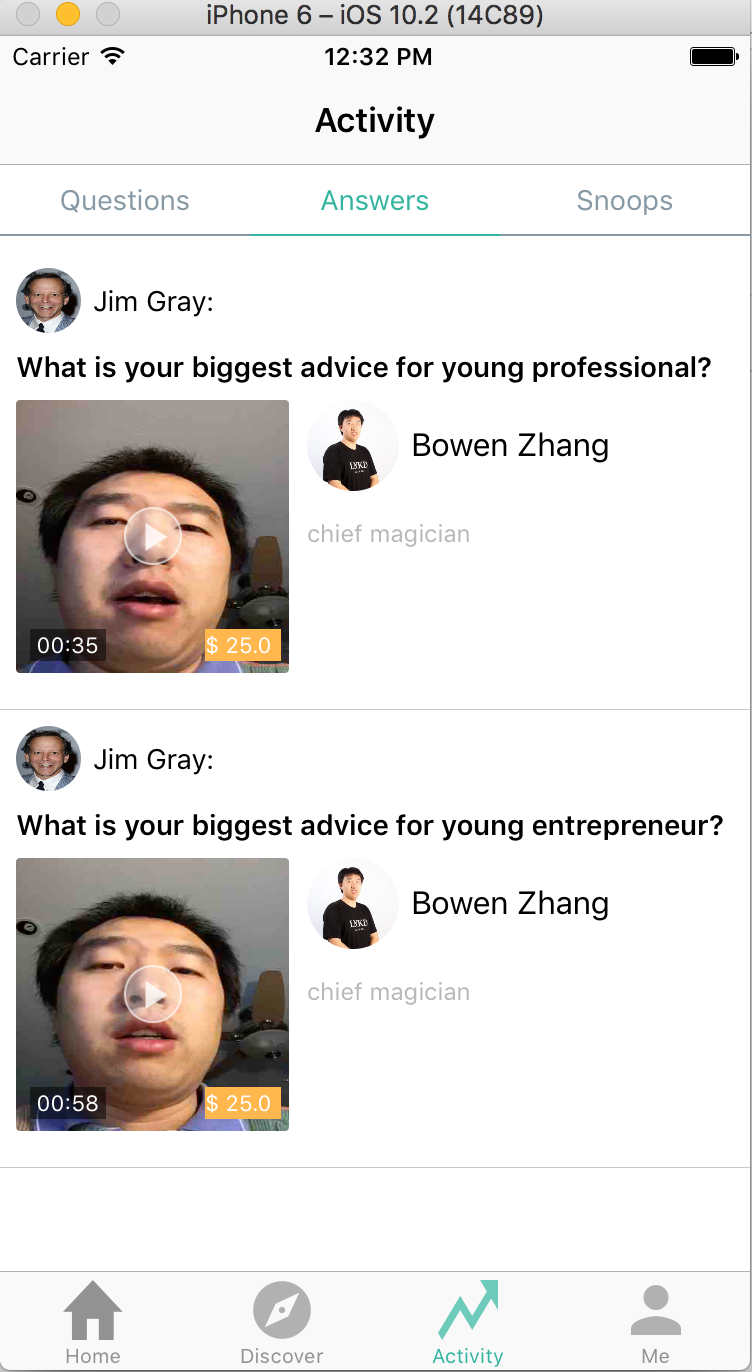 iPhone 6 – iOS 10.2 (14C89)
Carrier 12:32 PM
Activity
Questions Answers Snoops
Jim Gray:
What is your biggest advice for young professional?
Bowen Zhang
chief magician
00:35 $ 25.0
Jim Gray:
What is your biggest advice for young entrepreneur?
Bowen Zhang
chief magician
00:58 $ 25.0
Home Discover Activity Me